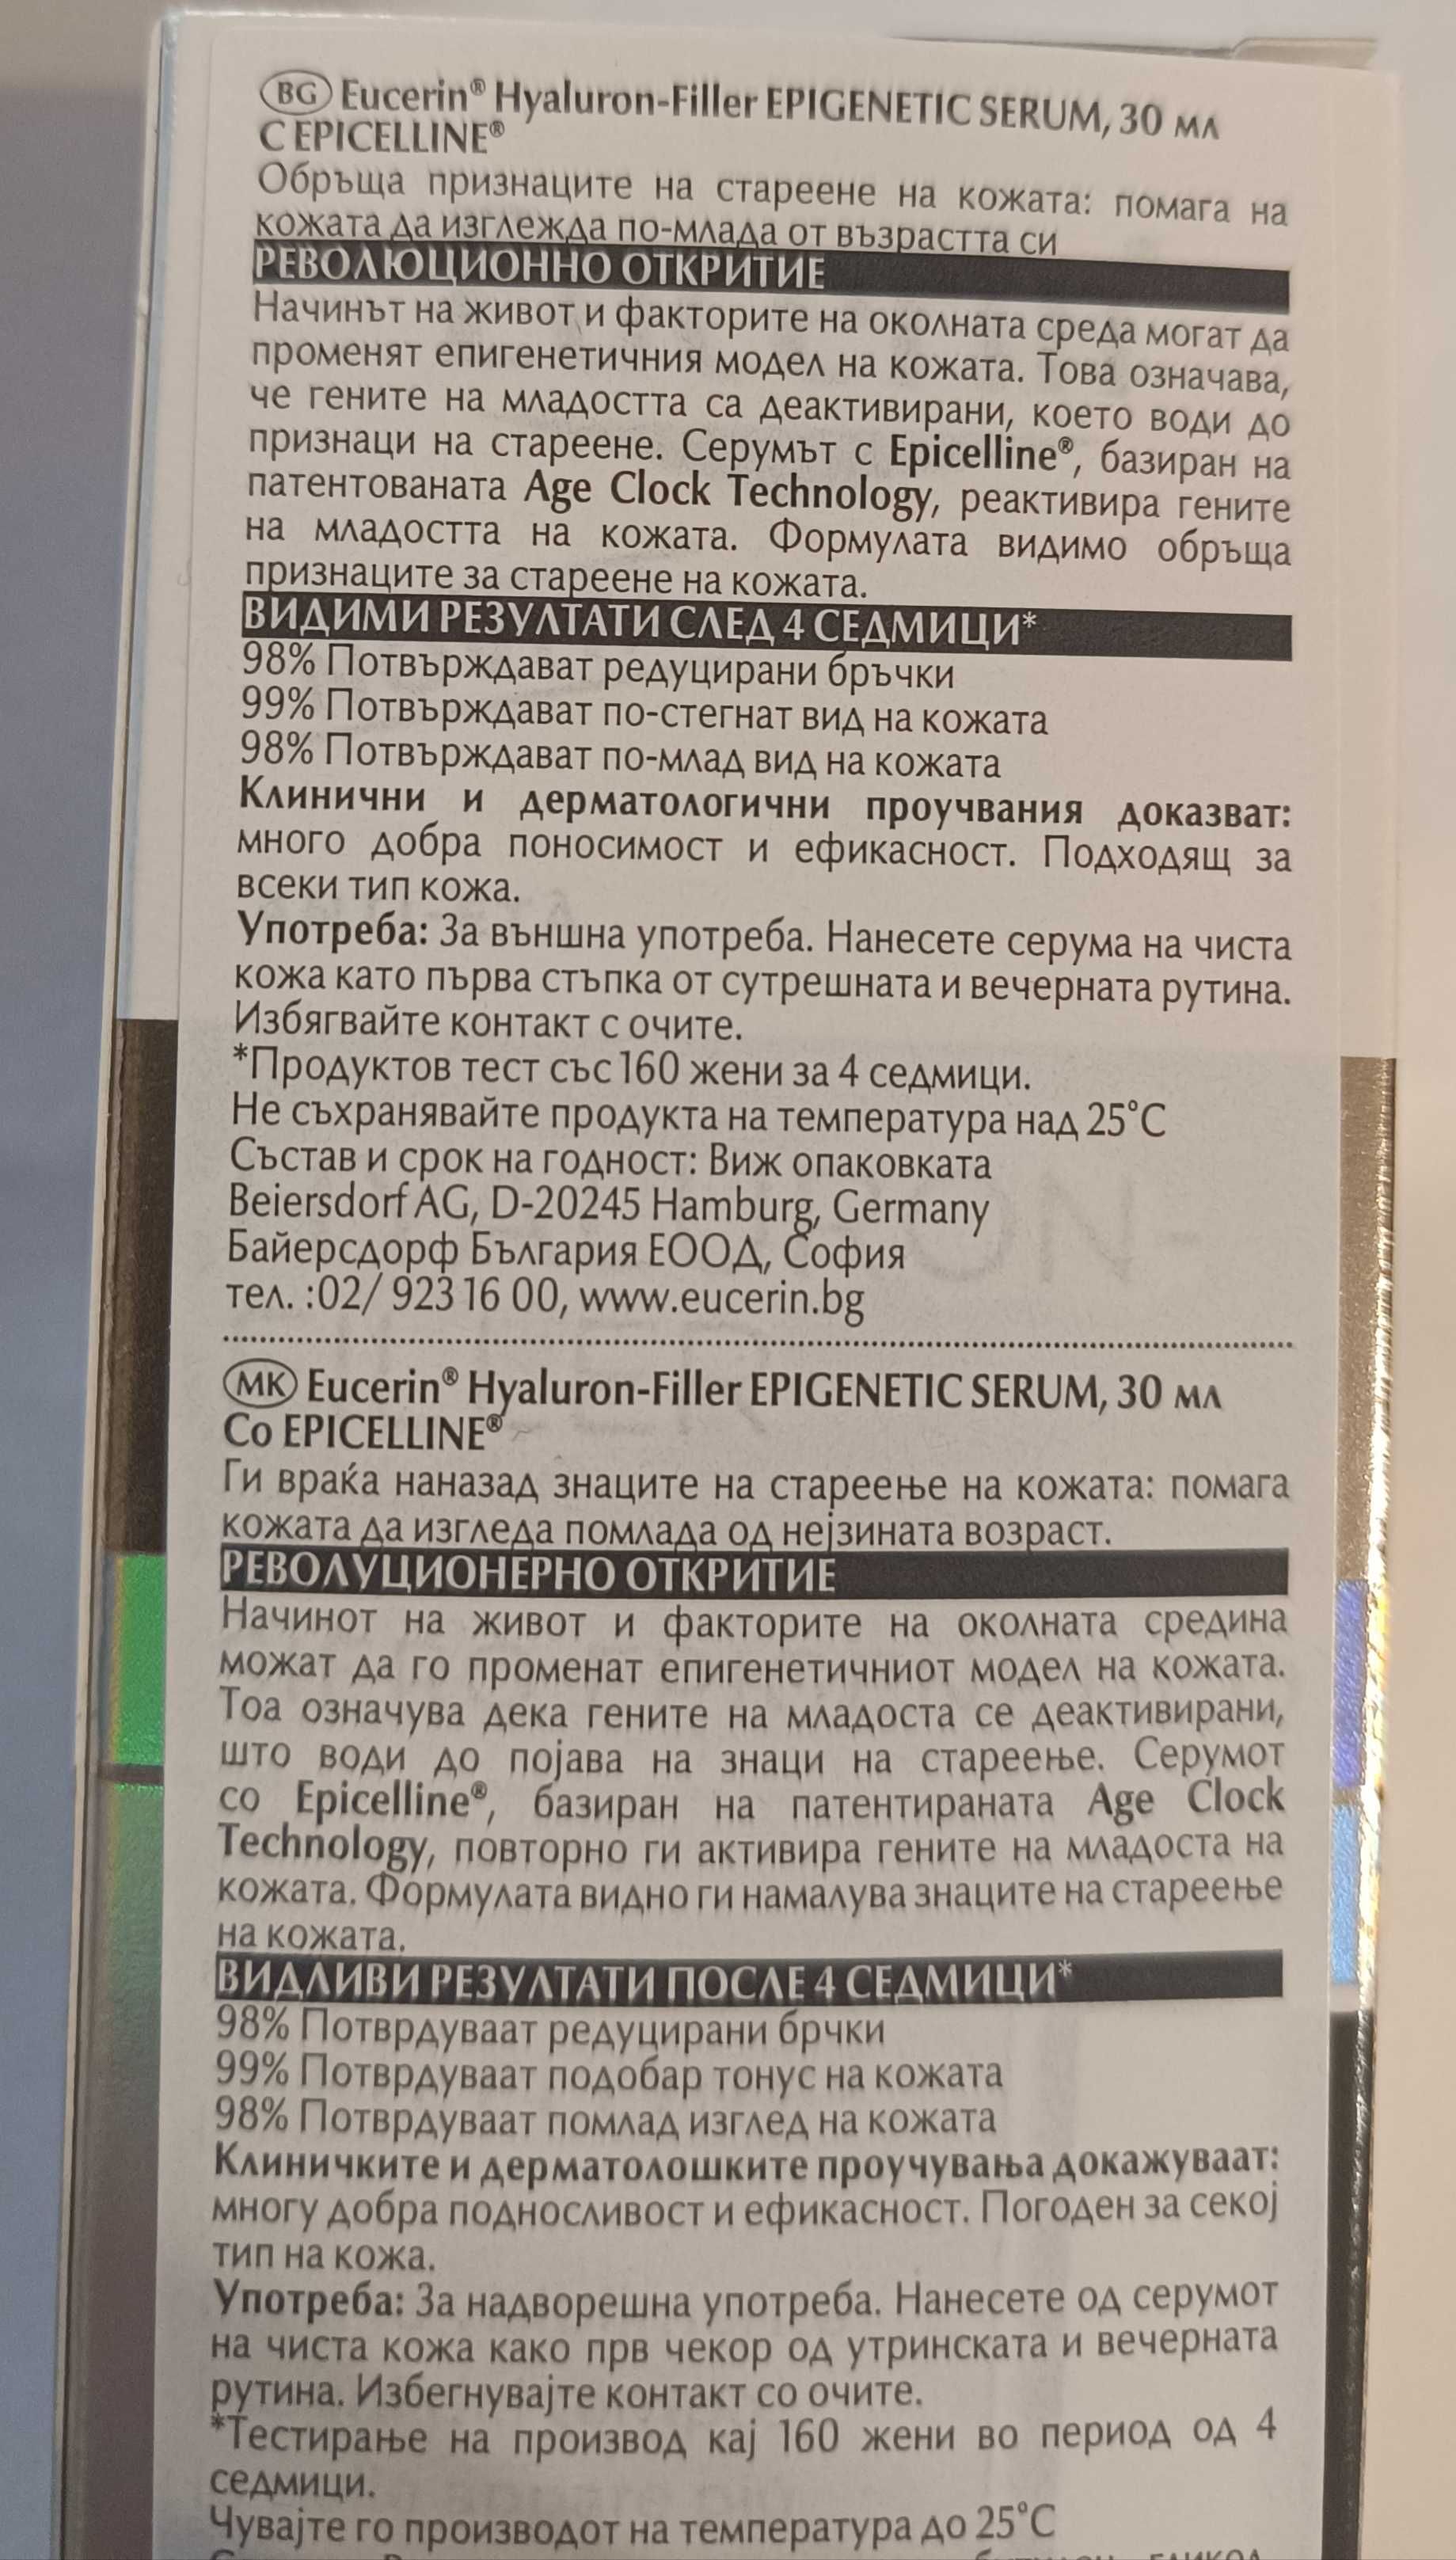 BG Eucerin® Hyaluron-Filler EPIGENETIC SERUM, 30 мл
С EPICELLINE®
Обръща признаците на стареене на кожата: помага на
кожата да изглежда по-млада от възрастта си
РЕВОЛЮЦИОННО ОТКРИТИЕ
Начинът на живот и факторите на околната среда могат да
променят епигенетичния модел на кожата. Това означава,
че гените на младостта са деактивирани, което води до
признаци на стареене. Серумът с Epicelline®, базиран на
патентованата Age Clock Technology, реактивира гените
на младостта на кожата. Формулата видимо обръща
признаците за стареене на кожата.
ВИДИМИ РЕЗУЛТАТИ СЛЕД 4 СЕДМИЦИ*
98% Потвърждават редуцирани бръчки
99% Потвърждават по-стегнат вид на кожата
98% Потвърждават по-млад вид на кожата
Клинични и дерматологични проучвания доказват:
много добра поносимост и ефикасност. Подходящ за
всеки тип кожа.
Употреба: За външна употреба. Нанесете серума на чиста
кожа като първа стъпка от сутрешната и вечерната рутина.
Избягвайте контакт с очите.
*Продуктов тест със 160 жени за 4 седмици.
Не съхранявайте продукта на температура над 25°C
Състав и срок на годност: Виж опаковката
Beiersdorf AG, D-20245 Hamburg, Germany
Байерсдорф България ЕООД, София
тел. :02/ 923 16 00, www.eucerin.bg
MK Eucerin® Hyaluron-Filler EPIGENETIC SERUM, 30 мл
Со EPICELLINE®
Ги враќа наназад знаците на стареење на кожата: помага
кожата да изгледа помлада од нејзината возраст.
РЕВОЛУЦИОНЕРНО ОТКРИТИЕ
Начинот на живот и факторите на околната средина
можат да го променат епигенетичниот модел на кожата.
Тоа означува дека гените на младоста се деактивирани,
што води до појава на знаци на стареење. Серумот
со Epicelline®, базиран на патентираната Age Clock
Technology, повторно ги активира гените на младоста на
кожата. Формулата видно ги намалува знаците на стареење
на кожата.
ВИДЛИВИ РЕЗУЛТАТИ ПОСЛЕ 4 СЕДМИЦИ*
98% Потврдуваат редуцирани брчки
99% Потврдуваат подобар тонус на кожата
98% Потврдуваат помлад изглед на кожата
Клиничките и дерматолошките проучувања докажуваат:
многу добра подносливост и ефикасност. Погоден за секој
тип на кожа.
Употреба: За надворешна употреба. Нанесете од серумот
на чиста кожа како прв чекор од утринската и вечерната
рутина. Избегнувајте контакт со очите.
*Тестирање на производ кај 160 жени во период од 4
седмици.
Чувајте го производот на температура до 25°C